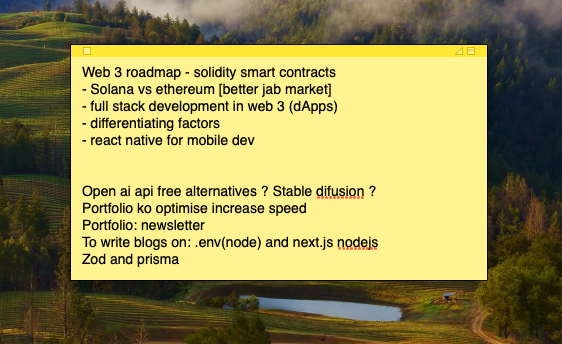 Web 3 roadmap - solidity smart contracts
- Solana vs ethereum [better jab market]
- full stack development in web 3 (dApps)
- differentiating factors
- react native for mobile dev
Open ai api free alternatives ? Stable difusion ?
Portfolio ko optimise increase speed
Portfolio: newsletter
To write blogs on: .env(node) and next.js nodejs
Zod and prisma